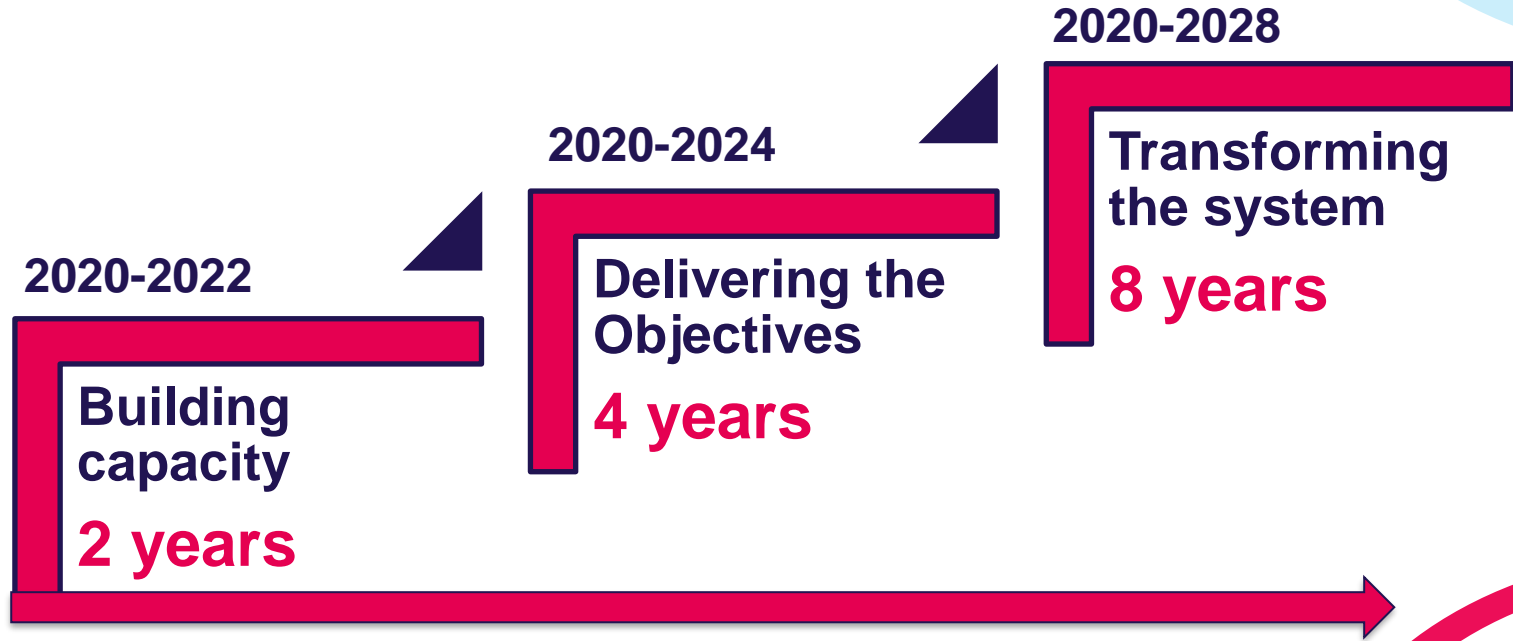 2020-2022
Building
capacity
2 years
2020-2024
Delivering the
Objectives
4 years
2020-2028
Transforming
the system
8 years